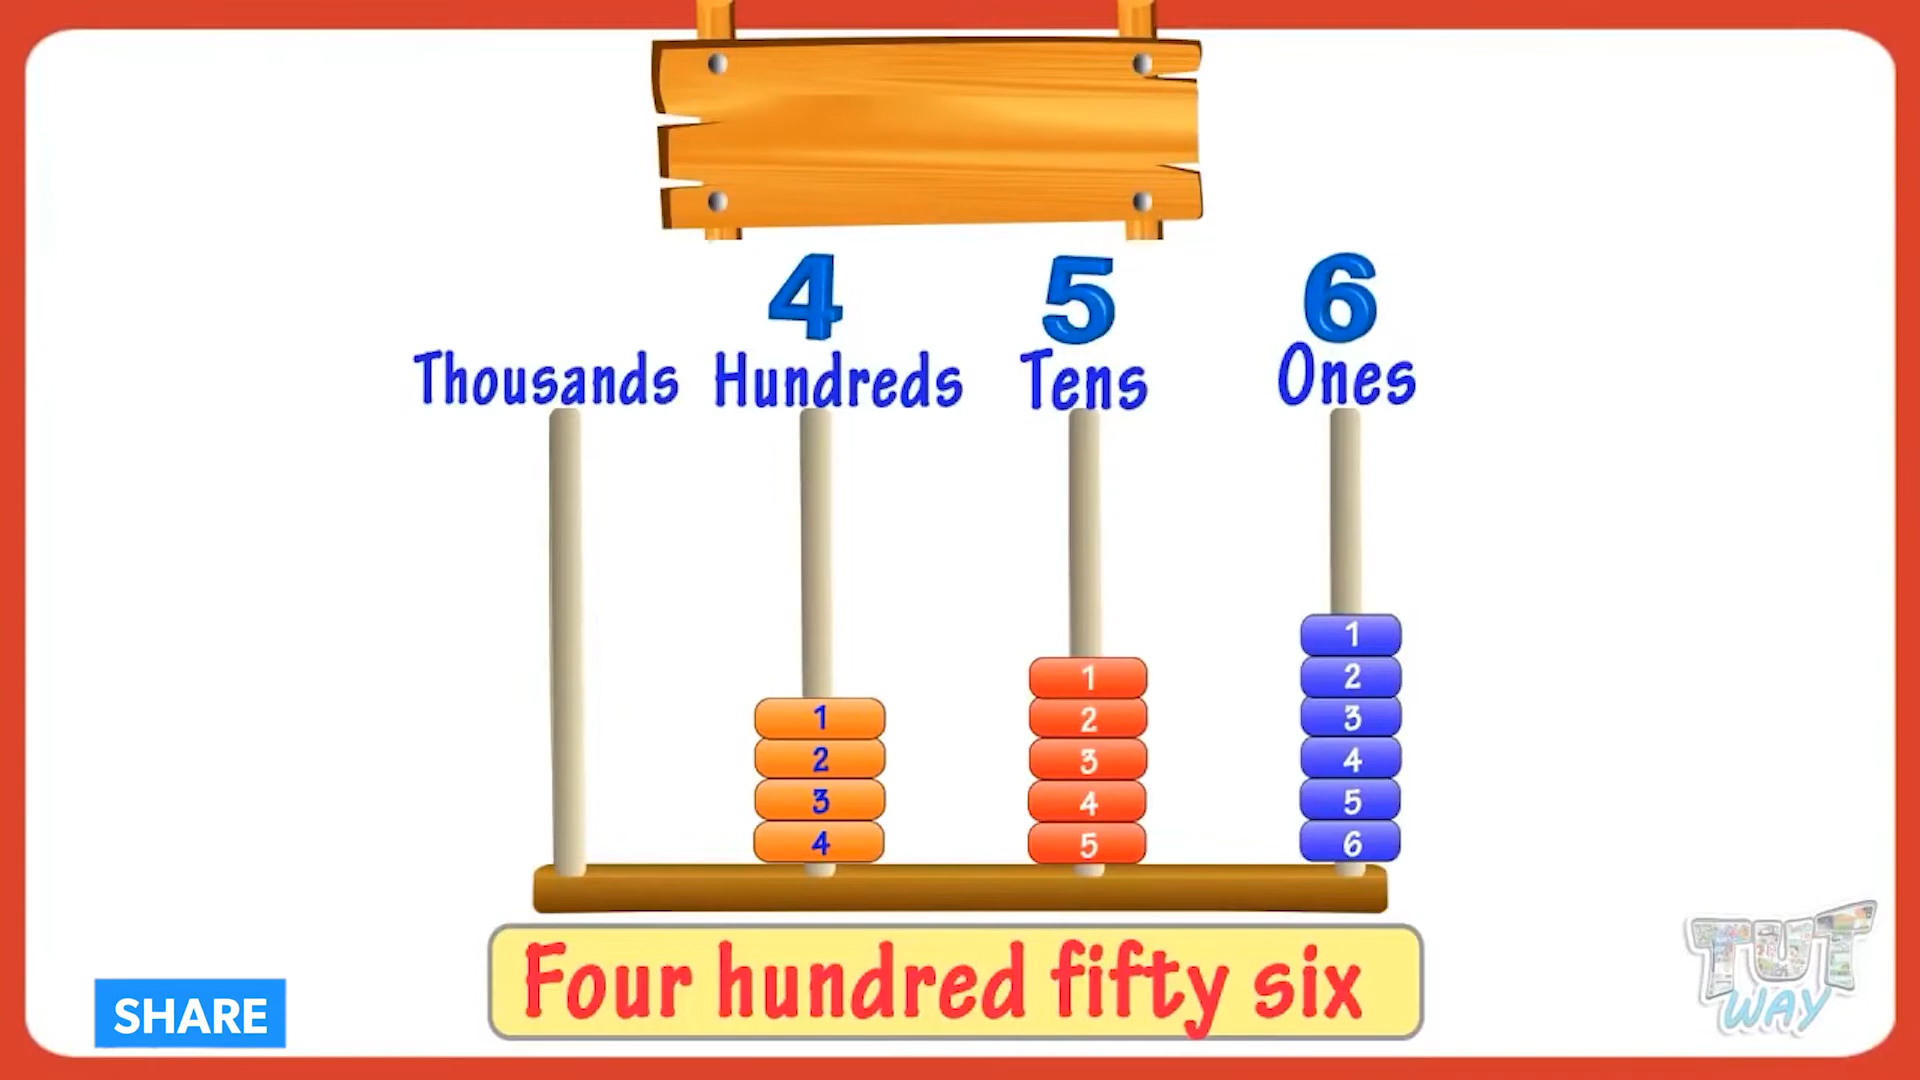 4 5 6
Thousands Hundreds Tens Ones
1
1 2
1 2 3
2 3 4
3 4 5
4 5 6
Four hundred fifty six
SHARE
TUT
WAY